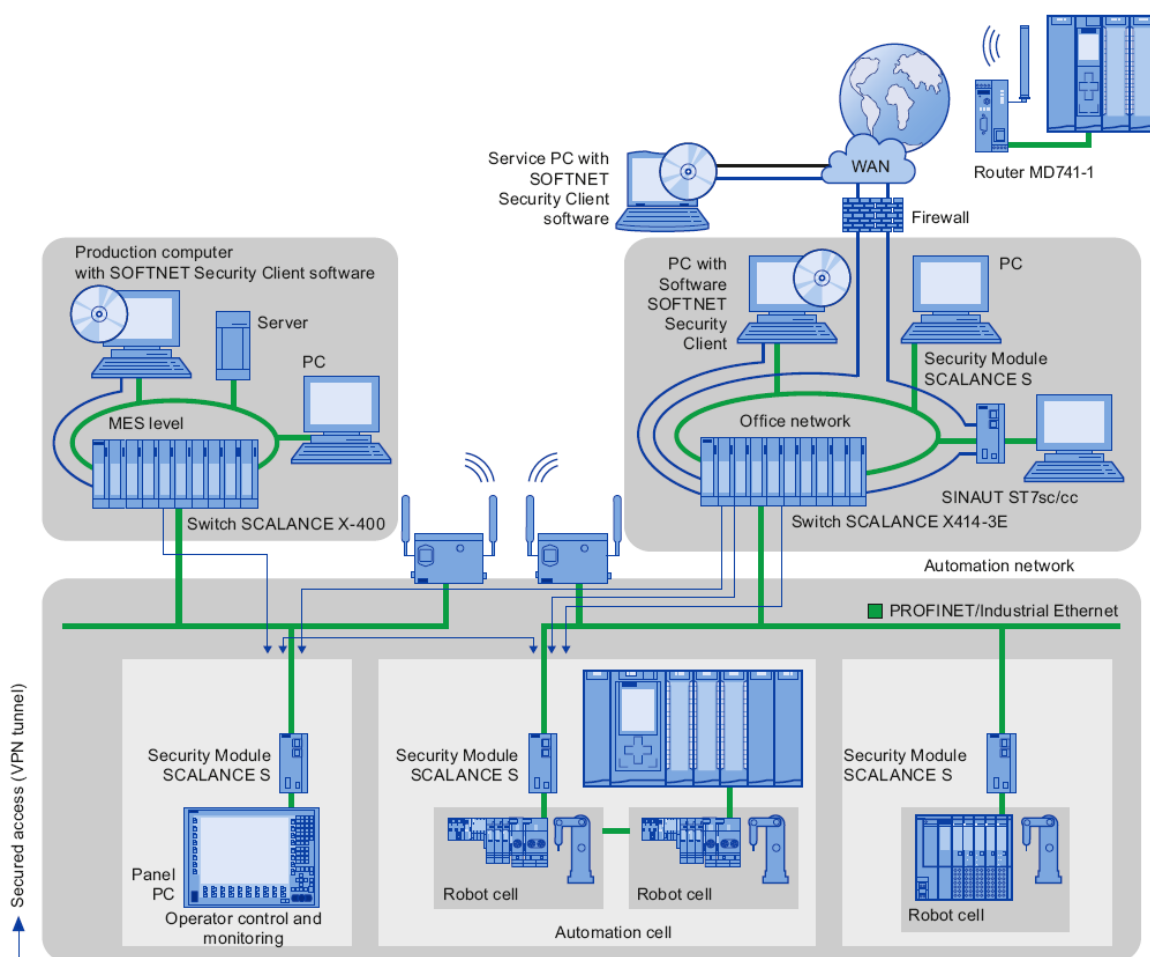 Service PC with
SOFTNET
Security Client
software
WAN
Router MD741-1
Firewall
Production computer
with SOFTNET Security Client software
Server
PC
MES level
Switch SCALANCE X-400
PC with
Software
SOFTNET
Security
Client
PC
Security Module
SCALANCE S
Office network
SINAUT ST7sc/cc
Switch SCALANCE X414-3E
Automation network
PROFINET/Industrial Ethernet
Secured access (VPN tunnel)
Security Module
SCALANCE S
Panel
PC
Operator control and
monitoring
Security Module
SCALANCE S
Robot cell
Robot cell
Automation cell
Security Module
SCALANCE S
Robot cell